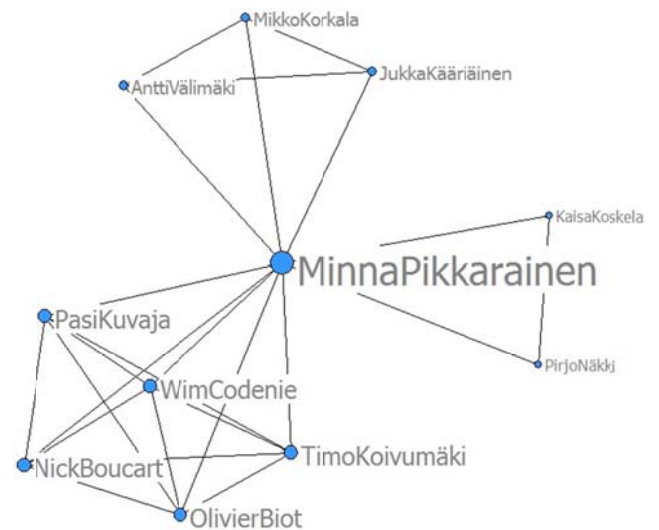 MikkoKorkala
JukkaKääriäinen
AnttiVälimäki
KaisaKoskela
MinnaPikkarainen
PasiKuvaja
PirjoNäkki
WimCodenie
TimoKoivumäki
NickBoucart
OlivierBiot